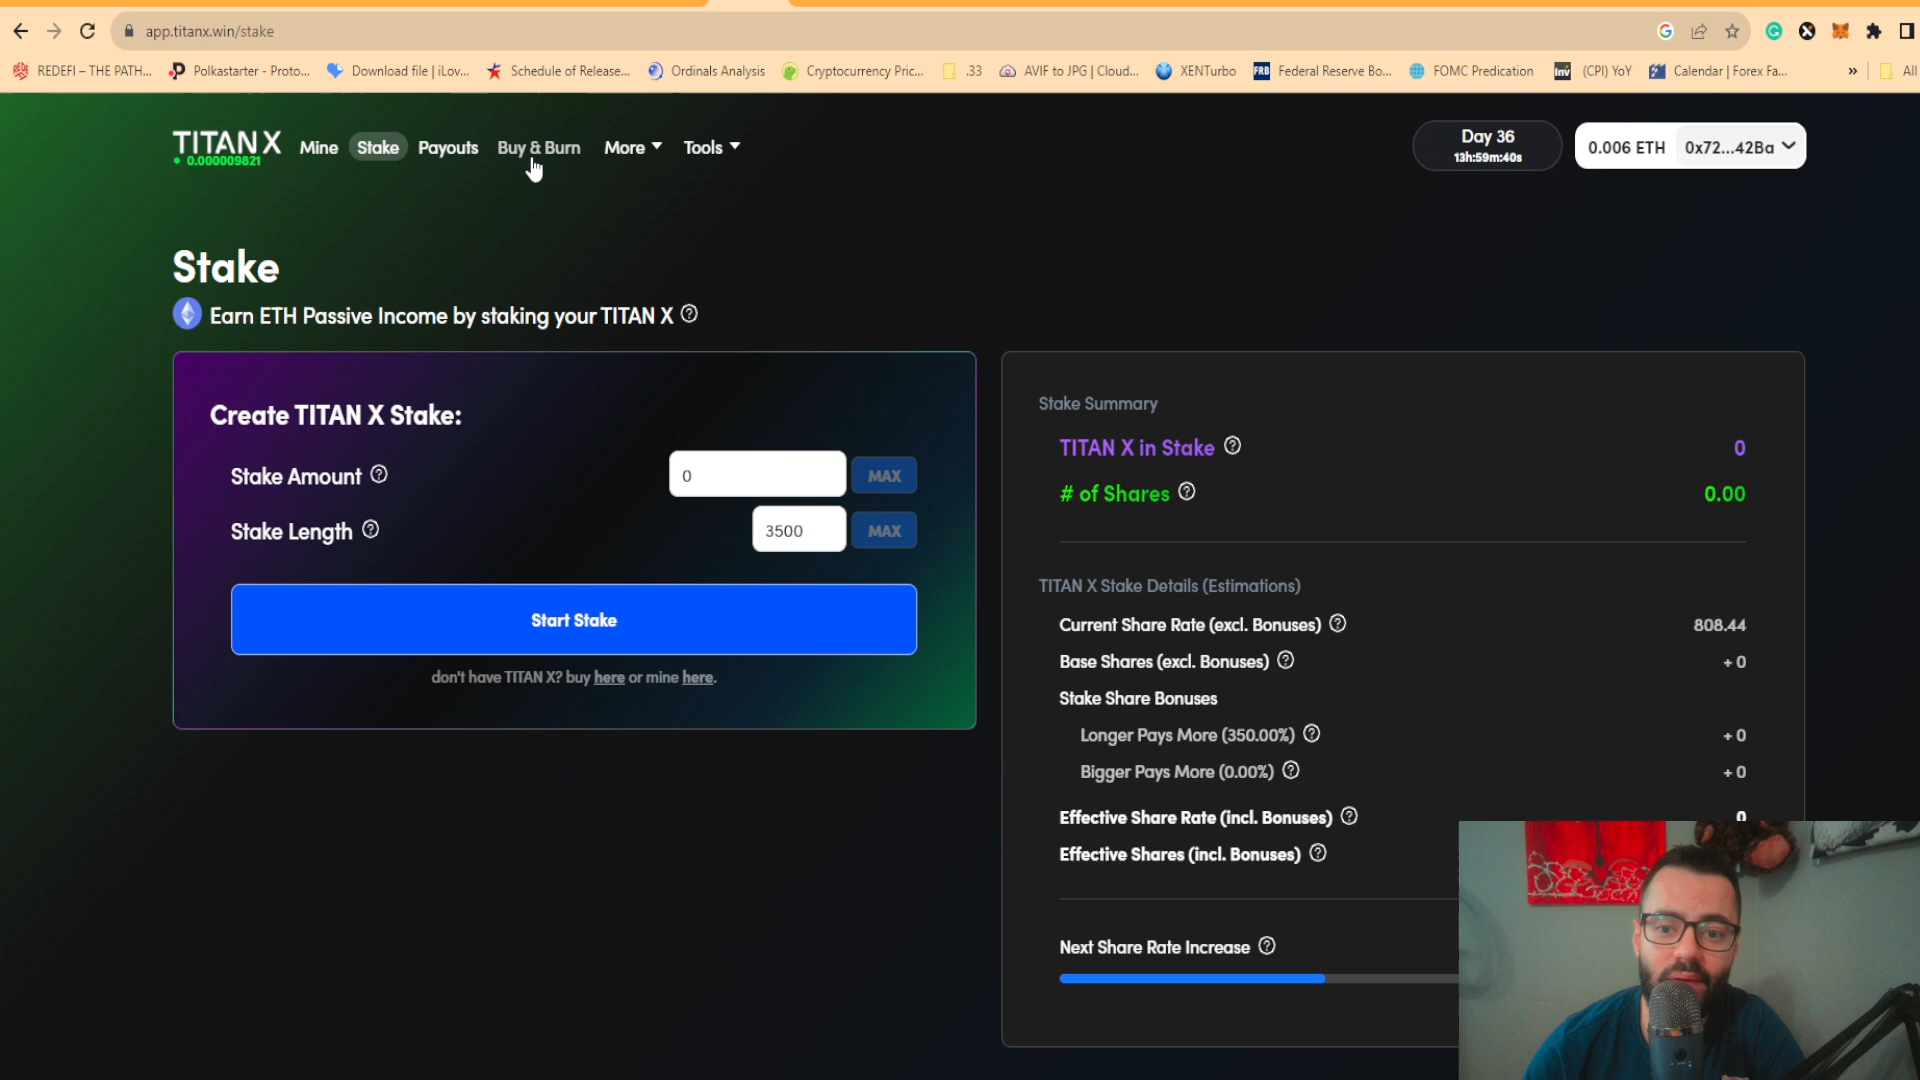 app.titanx.win/stake
REDEFI – THE PATH...
Polkastarter - Proto...
Download file | iLov...
Schedule of Release...
Ordinals Analysis
Cryptocurrency Pric...
.33
AVIF to JPG | Cloud...
XENTurbo
FRB Federal Reserve Bo...
FOMC Predication
Inv (CPI) YoY
Calendar | Forex Fa...
»
All
TITAN X
0.000009821
Mine
Stake
Payouts
Buy & Burn
More
Tools
Day 36
13h:59m:40s
0.006 ETH
0x72...42Ba
Stake
Earn ETH Passive Income by staking your TITAN X
Create TITAN X Stake:
Stake Amount
0
MAX
Stake Length
3500
MAX
Start Stake
don't have TITAN X? buy here or mine here.
Stake Summary
TITAN X in Stake
0
# of Shares
0.00
TITAN X Stake Details (Estimations)
Current Share Rate (excl. Bonuses)
808.44
Base Shares (excl. Bonuses)
+ 0
Stake Share Bonuses
Longer Pays More (350.00%)
+ 0
Bigger Pays More (0.00%)
+ 0
Effective Share Rate (incl. Bonuses)
0
Effective Shares (incl. Bonuses)
Next Share Rate Increase